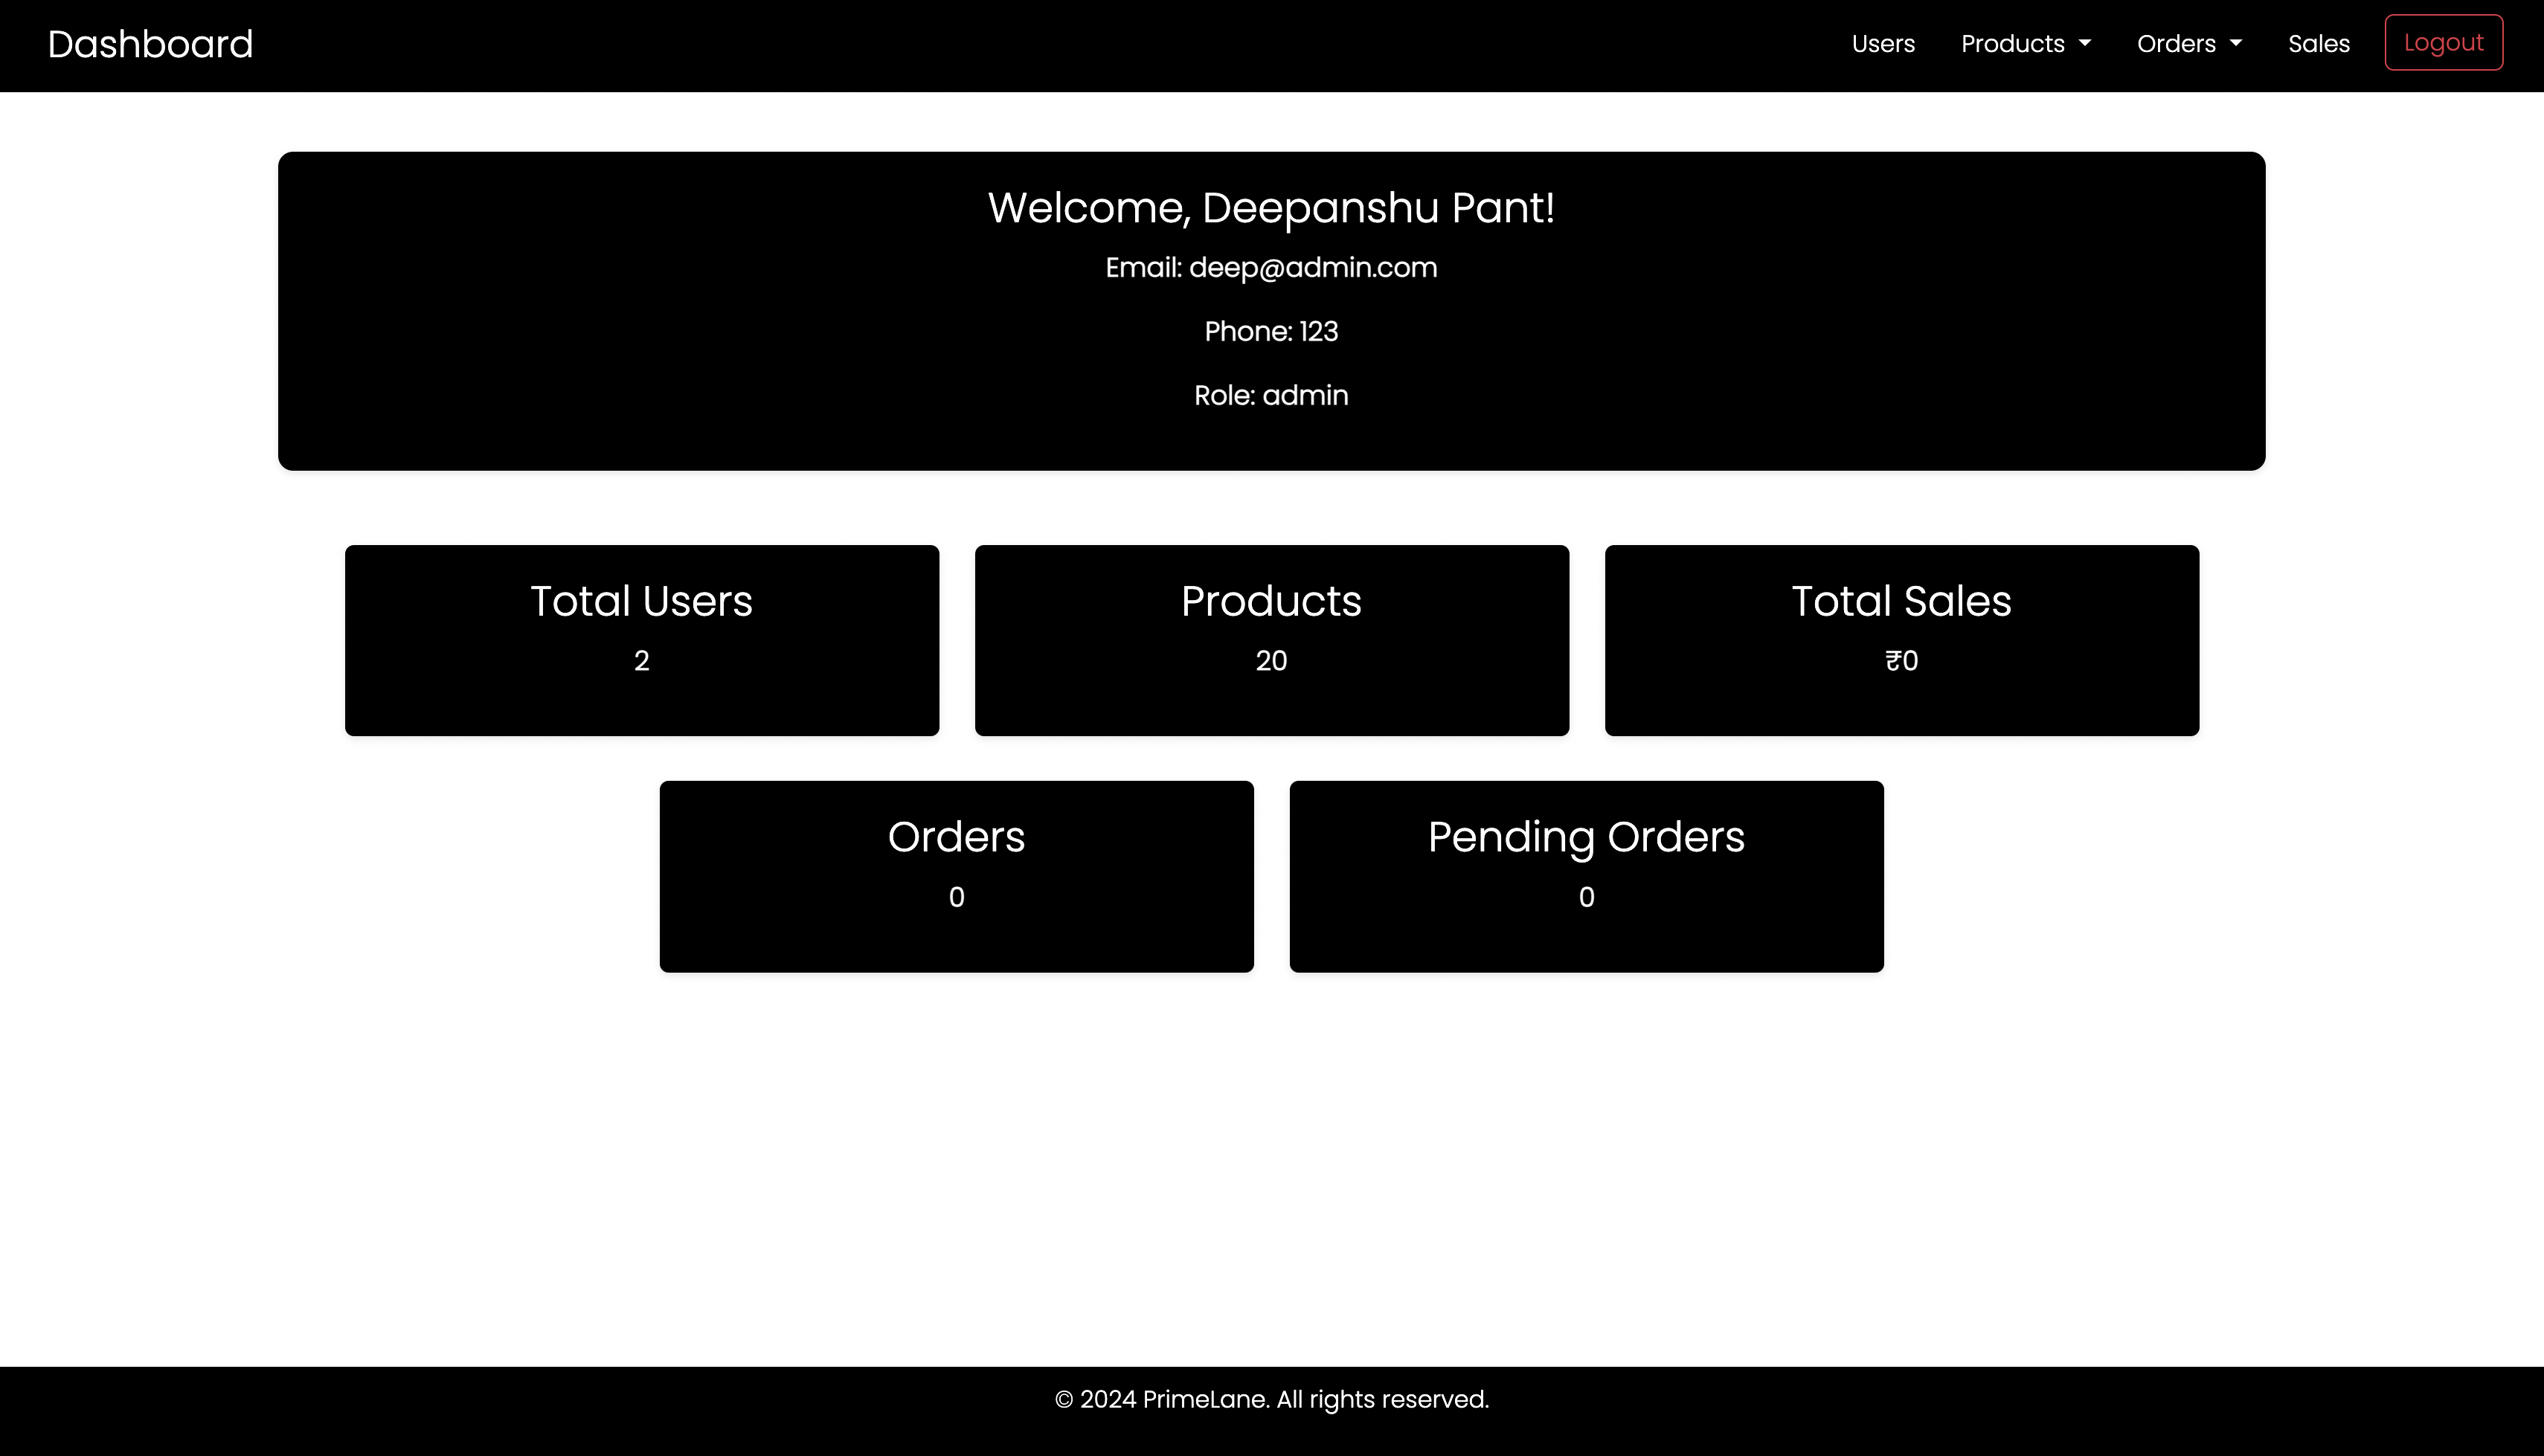 Dashboard
Users Products Orders Sales Logout
Welcome, Deepanshu Pant!
Email: deep@admin.com
Phone: 123
Role: admin
Total Users
2
Products
20
Total Sales
₹0
Orders
0
Pending Orders
0
© 2024 PrimeLane. All rights reserved.